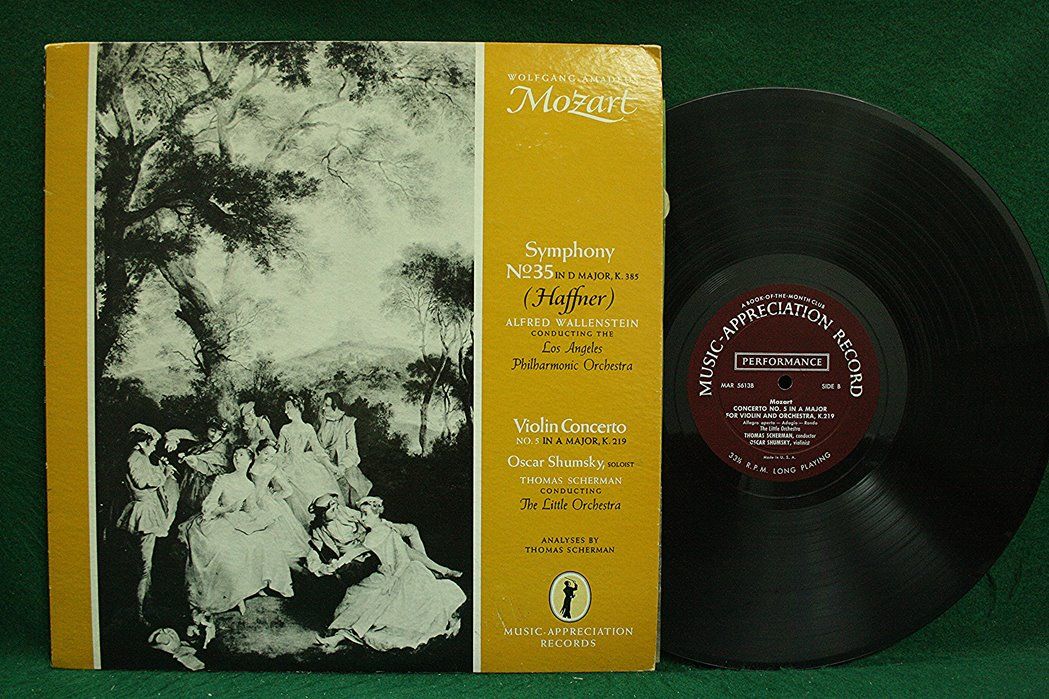 WOLFGANG AMADEUS
Mozart
Symphony
No35 IN D MAJOR, K. 385
(Haffner)
ALFRED WALLENSTEIN
CONDUCTING THE
Los Angeles
Philharmonic Orchestra
Violin Concerto
NO. 5 IN A MAJOR, K. 219
Oscar Shumsky, SOLOIST
THOMAS SCHERMAN
CONDUCTING
The Little Orchestra
ANALYSES BY
THOMAS SCHERMAN
MUSIC-APPRECIATION
RECORDS
A BOOK-OF-THE-MONTH CLUB
MUSIC-APPRECIATION RECORD
PERFORMANCE
MAR 5613B SIDE B
Mozart
CONCERTO NO. 5 IN A MAJOR
FOR VIOLIN AND ORCHESTRA, K.219
Allegro aperto — Adagio — Rondo
The Little Orchestra
THOMAS SCHERMAN, conductor
OSCAR SHUMSKY, violinist
Made in U. S. A.
33⅓ R.P.M. LONG PLAYING